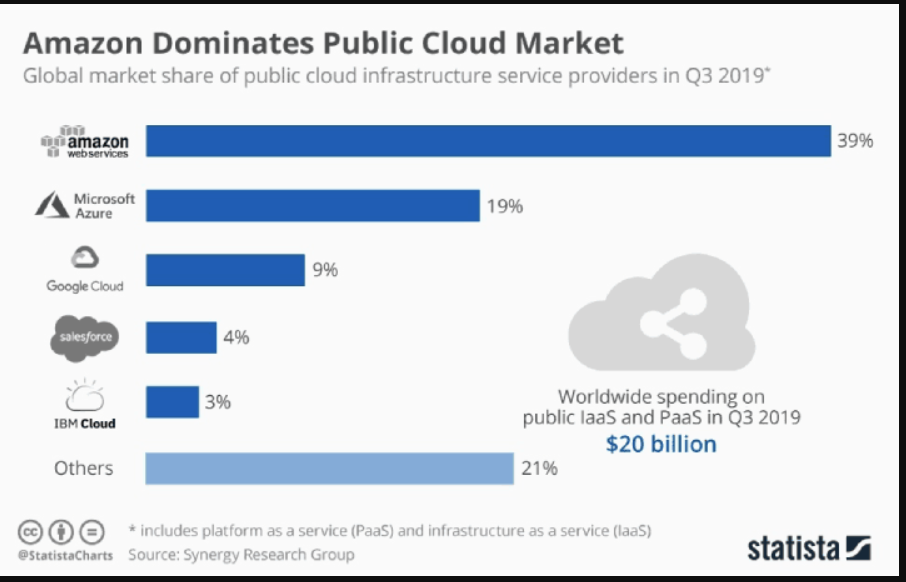 Amazon Dominates Public Cloud Market
Global market share of public cloud infrastructure service providers in Q3 2019*
amazon
webservices
39%
Microsoft
Azure
19%
Google Cloud
9%
salesforce
4%
IBM Cloud
3%
Others
21%
Worldwide spending on
public IaaS and PaaS in Q3 2019
$20 billion
cc
@StatistaCharts
* includes platform as a service (PaaS) and infrastructure as a service (IaaS)
Source: Synergy Research Group
statista